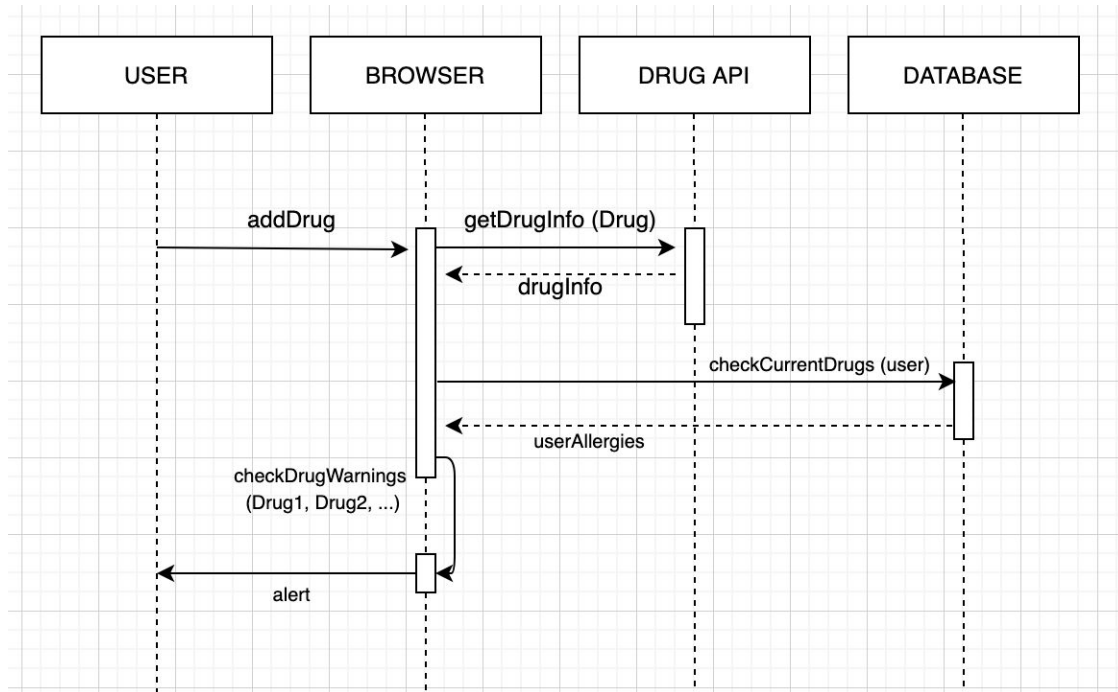 USER
BROWSER
DRUG API
DATABASE
addDrug
getDrugInfo (Drug)
drugInfo
checkCurrentDrugs (user)
userAllergies
checkDrugWarnings
(Drug1, Drug2, ...)
alert